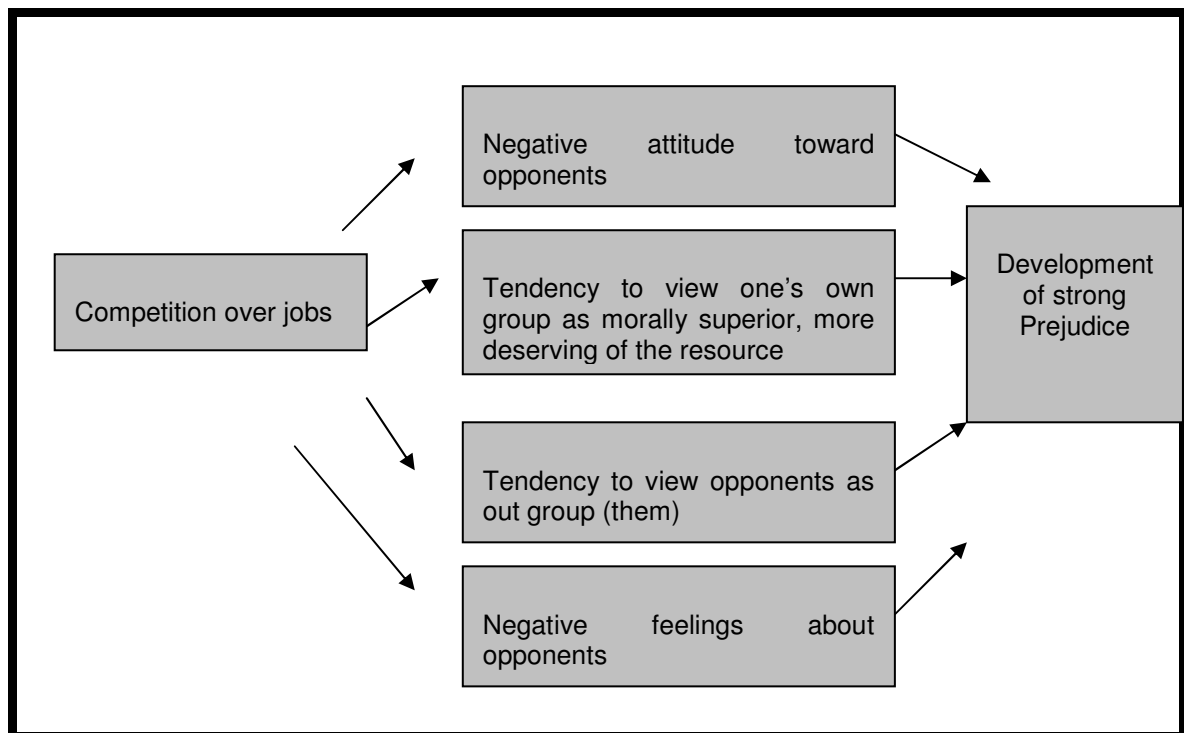 Negative attitude toward
opponents
Competition over jobs
Tendency to view one's own
group as morally superior, more
deserving of the resource
Tendency to view opponents as
out group (them)
Negative feelings about
opponents
Development
of strong
Prejudice